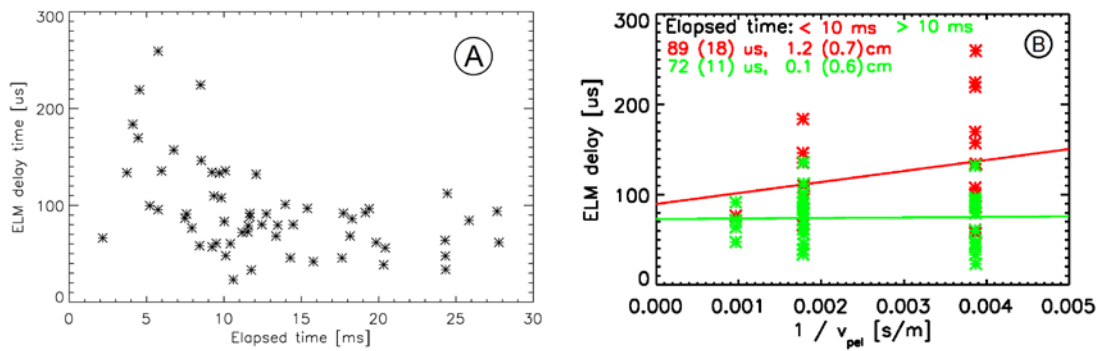 300
200
100
0
ELM delay time [us]
0 5 10 15 20 25 30
Elapsed time [ms]
A
300
200
100
0
ELM delay [us]
Elapsed time: < 10 ms > 10 ms
89 (18) us, 1.2 (0.7)cm
72 (11) us, 0.1 (0.6)cm
B
0.000 0.001 0.002 0.003 0.004 0.005
1 / v_pel [s/m]